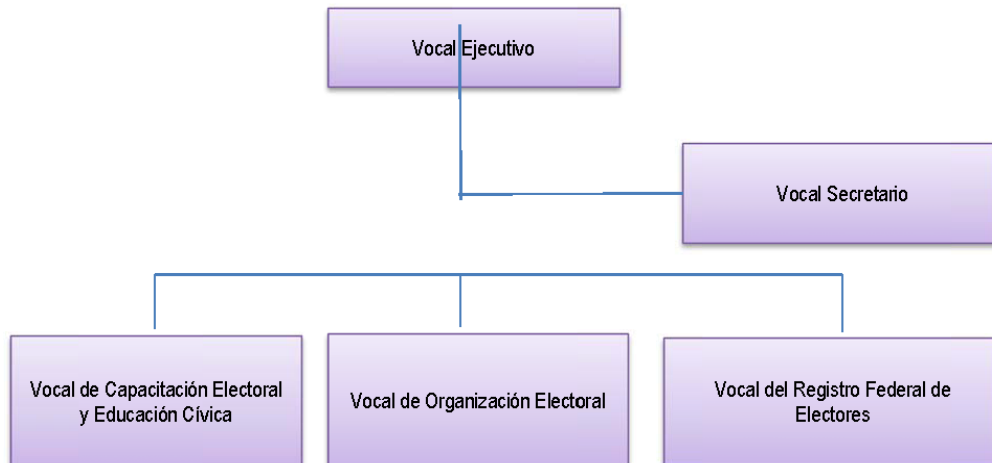 Vocal Ejecutivo
Vocal Secretario
Vocal de Capacitación Electoral
y Educación Cívica
Vocal de Organización Electoral
Vocal del Registro Federal de
Electores